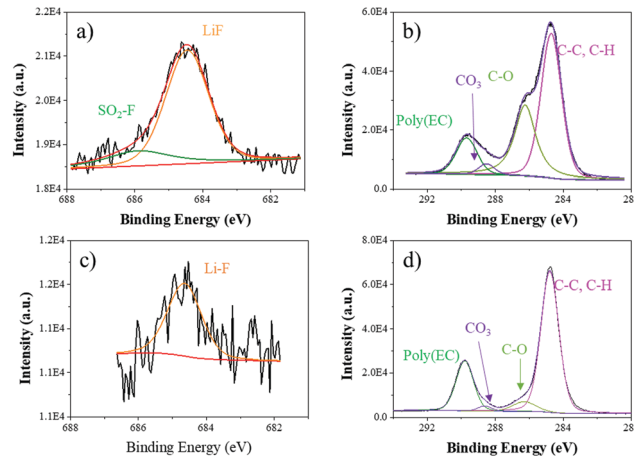 a)
LiF
SO2-F
2.2E4
2.1E4
2.0E4
1.9E4
1.8E4
688
686
684
682
Intensity (a.u.)
Binding Energy (eV)
b)
C-C, C-H
CO3
C-O
Poly(EC)
6.0E4
4.0E4
2.0E4
0.0
292
288
284
28
Intensity (a.u.)
Binding Energy (eV)
c)
Li-F
1.2E4
1.2E4
1.1E4
1.1E4
1.1E4
688
686
684
682
Intensity (a.u.)
Binding Energy (eV)
d)
C-C, C-H
CO3
C-O
Poly(EC)
8.0E4
6.0E4
4.0E4
2.0E4
0.0E4
292
288
284
28
Intensity (a.u.)
Binding Energy (eV)